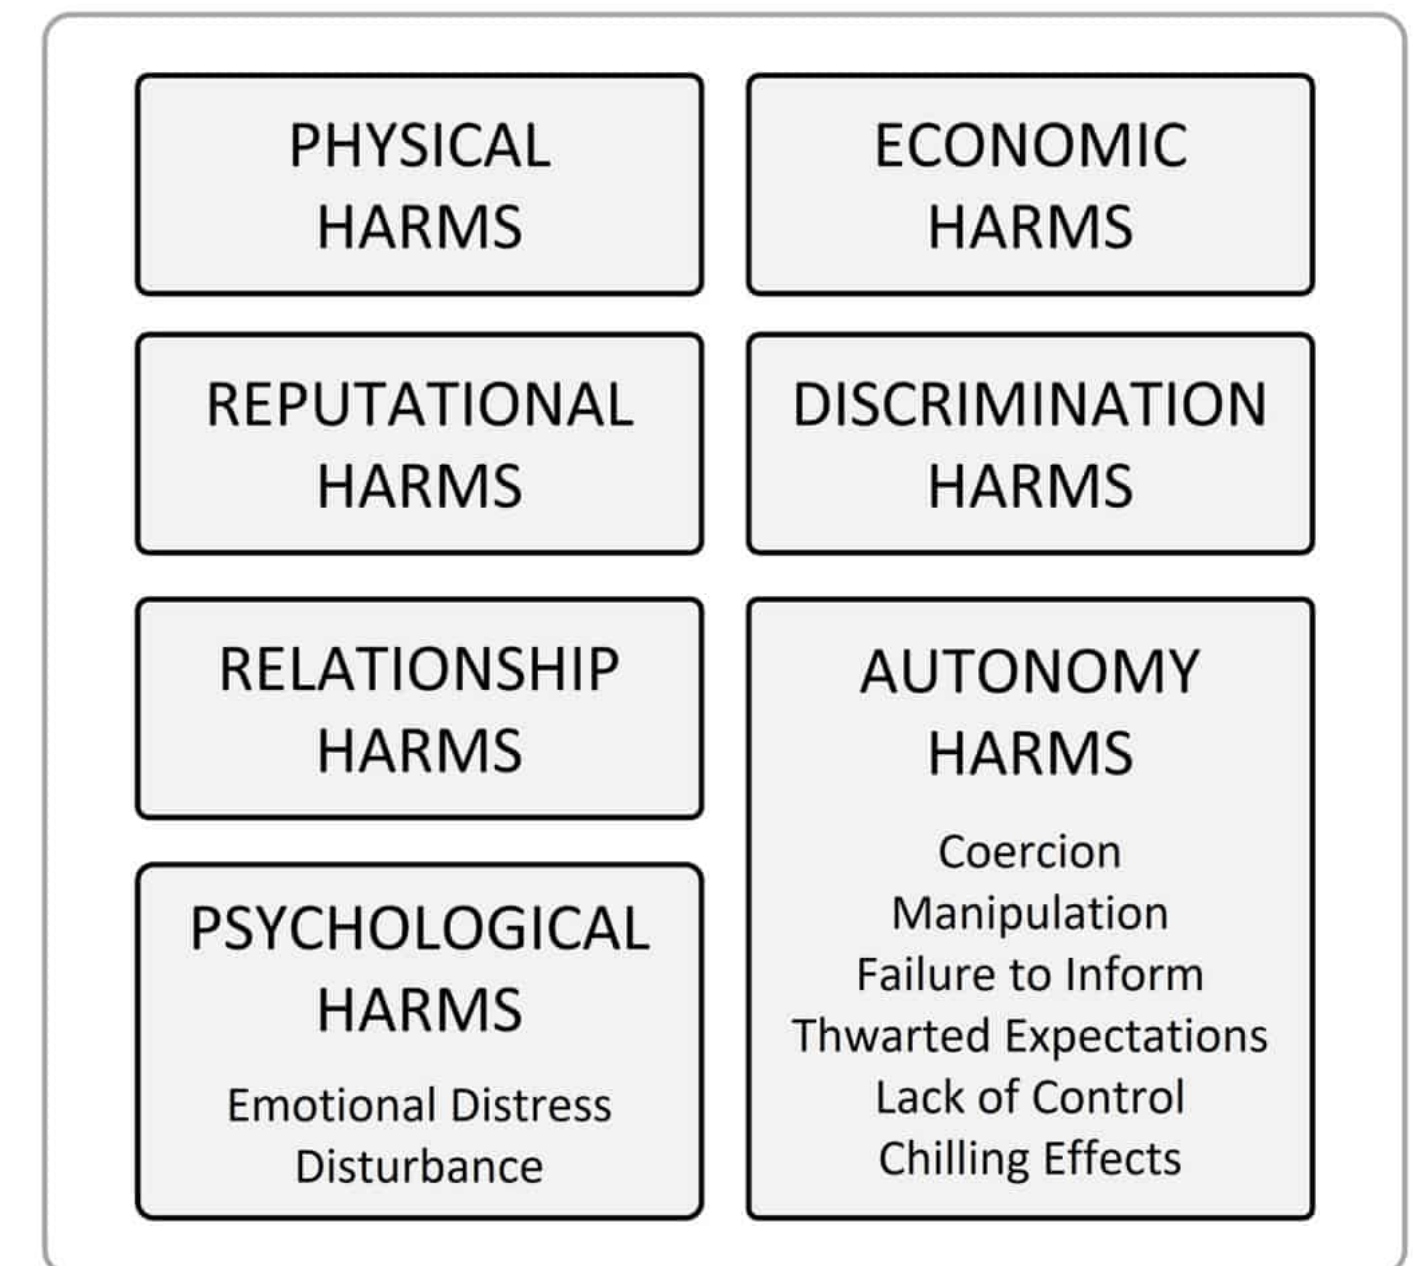 PHYSICAL
HARMS
ECONOMIC
HARMS
REPUTATIONAL
HARMS
DISCRIMINATION
HARMS
RELATIONSHIP
HARMS
AUTONOMY
HARMS
Coercion
Manipulation
Failure to Inform
Thwarted Expectations
Lack of Control
Chilling Effects
PSYCHOLOGICAL
HARMS
Emotional Distress
Disturbance